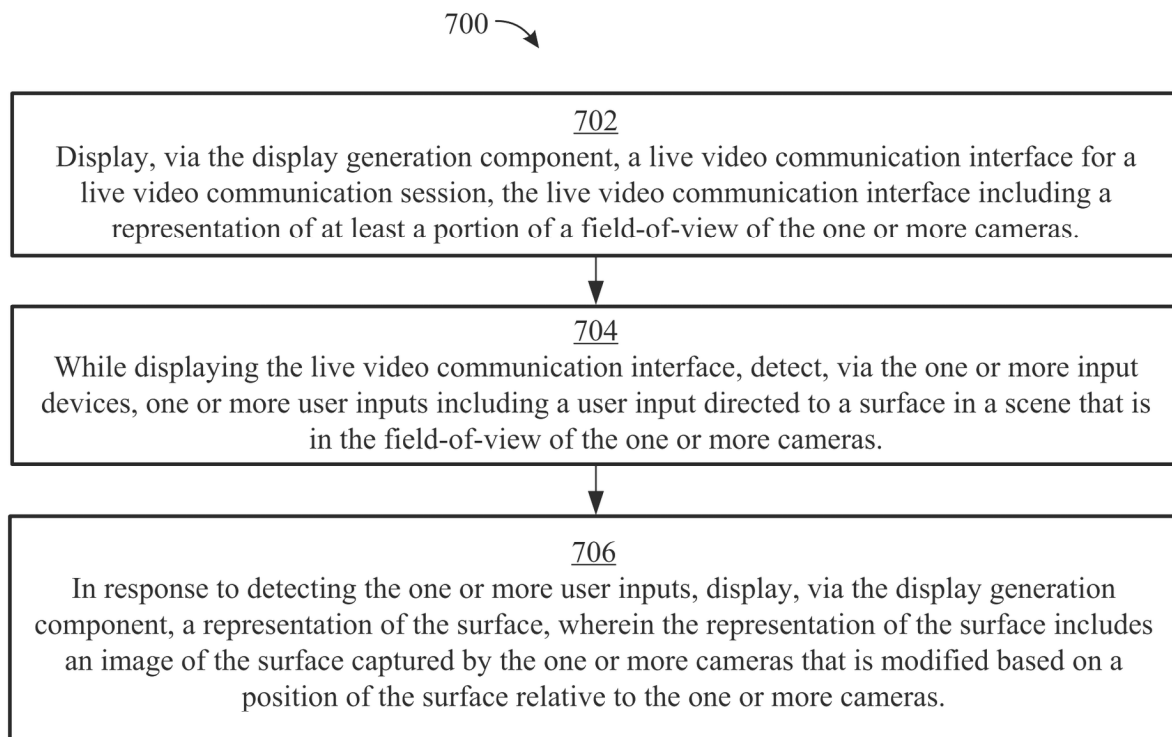 700
702
Display, via the display generation component, a live video communication interface for a
live video communication session, the live video communication interface including a
representation of at least a portion of a field-of-view of the one or more cameras.
704
While displaying the live video communication interface, detect, via the one or more input
devices, one or more user inputs including a user input directed to a surface in a scene that is
in the field-of-view of the one or more cameras.
706
In response to detecting the one or more user inputs, display, via the display generation
component, a representation of the surface, wherein the representation of the surface includes
an image of the surface captured by the one or more cameras that is modified based on a
position of the surface relative to the one or more cameras.